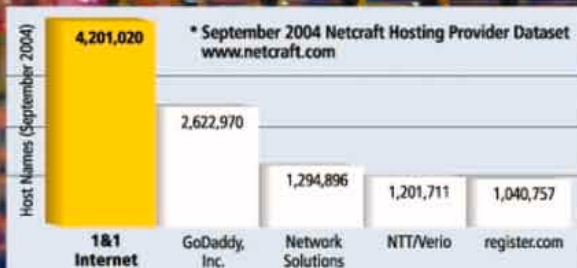 Host Names (September 2004)
* September 2004 Netcraft Hosting Provider Dataset
www.netcraft.com
4,201,020
2,622,970
1,294,896
1,201,711
1,040,757
1&1
Internet
GoDaddy,
Inc.
Network
Solutions
NTT/Verio
register.com